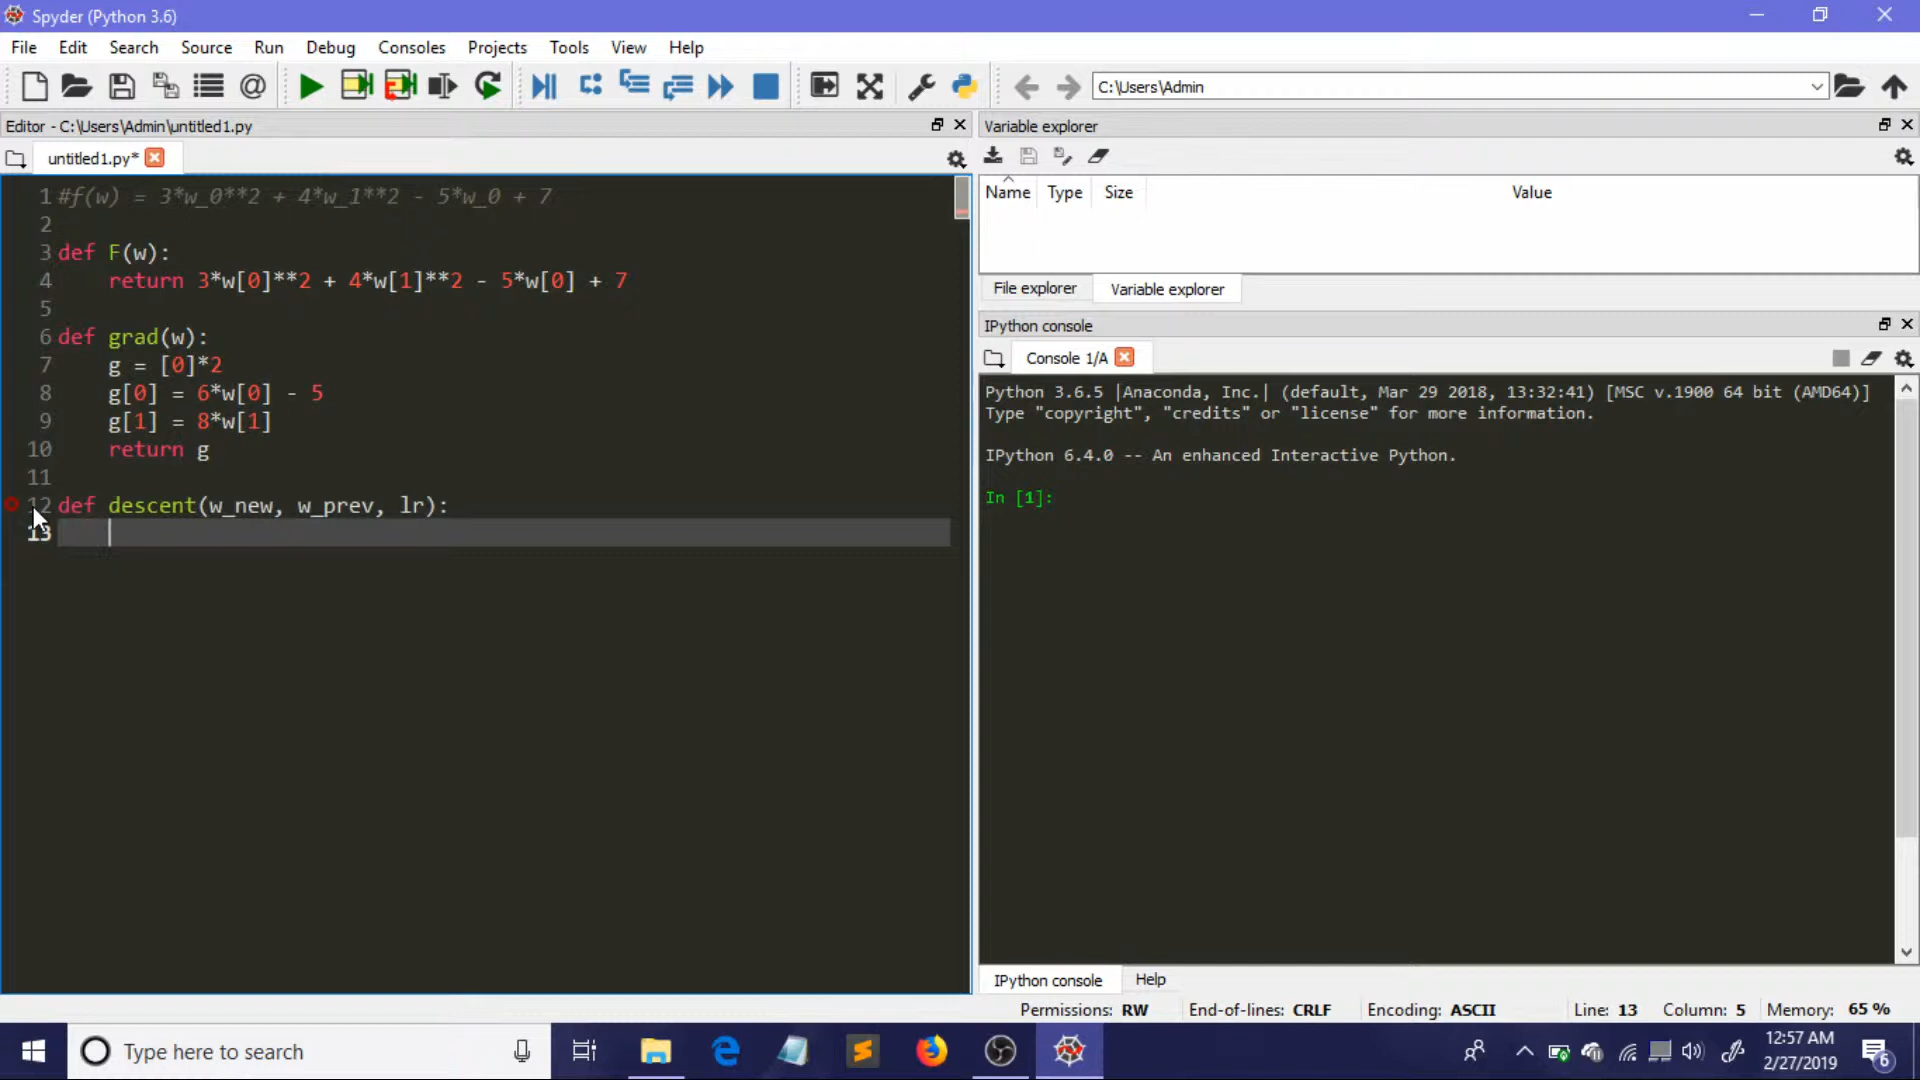 Spyder (Python 3.6)
File Edit Search Source Run Debug Consoles Projects Tools View Help
C:\Users\Admin
Editor - C:\Users\Admin\untitled1.py
untitled1.py*
1 #f(w) = 3*w_0**2 + 4*w_1**2 - 5*w_0 + 7
2
3 def F(w):
4     return 3*w[0]**2 + 4*w[1]**2 - 5*w[0] + 7
5
6 def grad(w):
7     g = [0]*2
8     g[0] = 6*w[0] - 5
9     g[1] = 8*w[1]
10     return g
11
12 def descent(w_new, w_prev, lr):
13
Variable explorer
Name Type Size Value
File explorer Variable explorer
IPython console
Console 1/A
Python 3.6.5 |Anaconda, Inc.| (default, Mar 29 2018, 13:32:41) [MSC v.1900 64 bit (AMD64)]
Type "copyright", "credits" or "license" for more information.
IPython 6.4.0 -- An enhanced Interactive Python.
In [1]:
IPython console Help
Permissions: RW End-of-lines: CRLF Encoding: ASCII Line: 13 Column: 5 Memory: 65 %
Type here to search
12:57 AM
2/27/2019
6